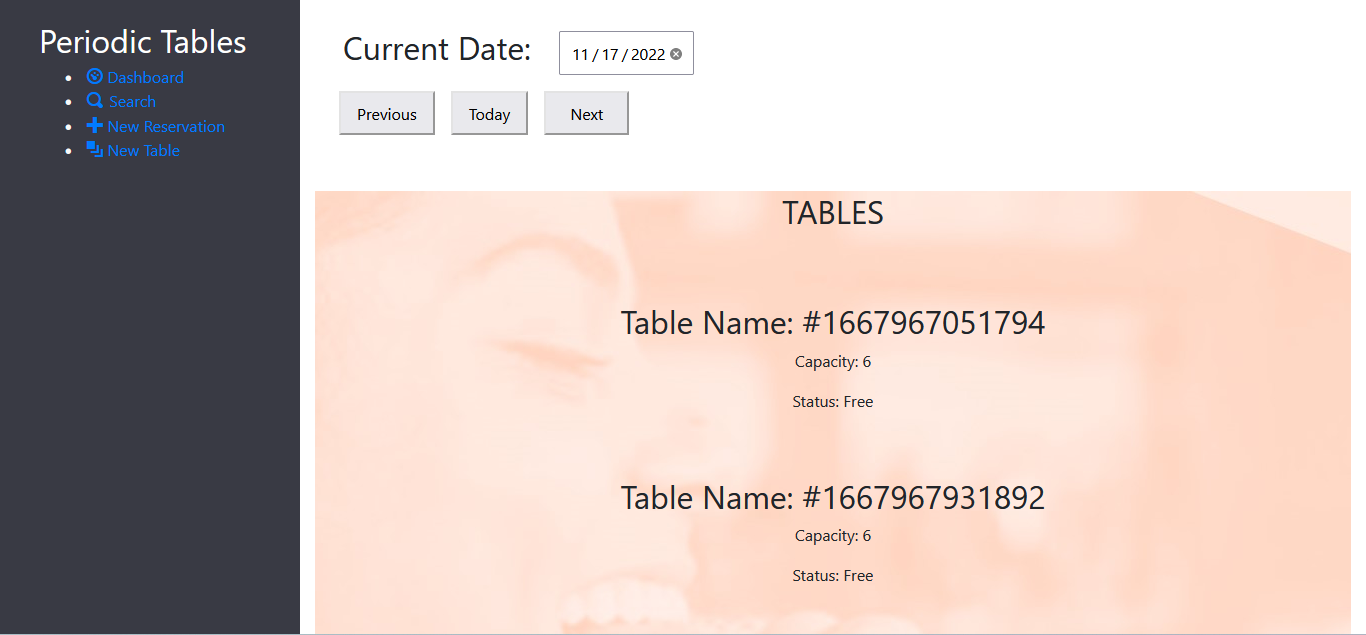 Periodic Tables
Dashboard
Search
New Reservation
New Table
Current Date: 11 / 17 / 2022
Previous Today Next
TABLES
Table Name: #1667967051794
Capacity: 6
Status: Free
Table Name: #1667967931892
Capacity: 6
Status: Free